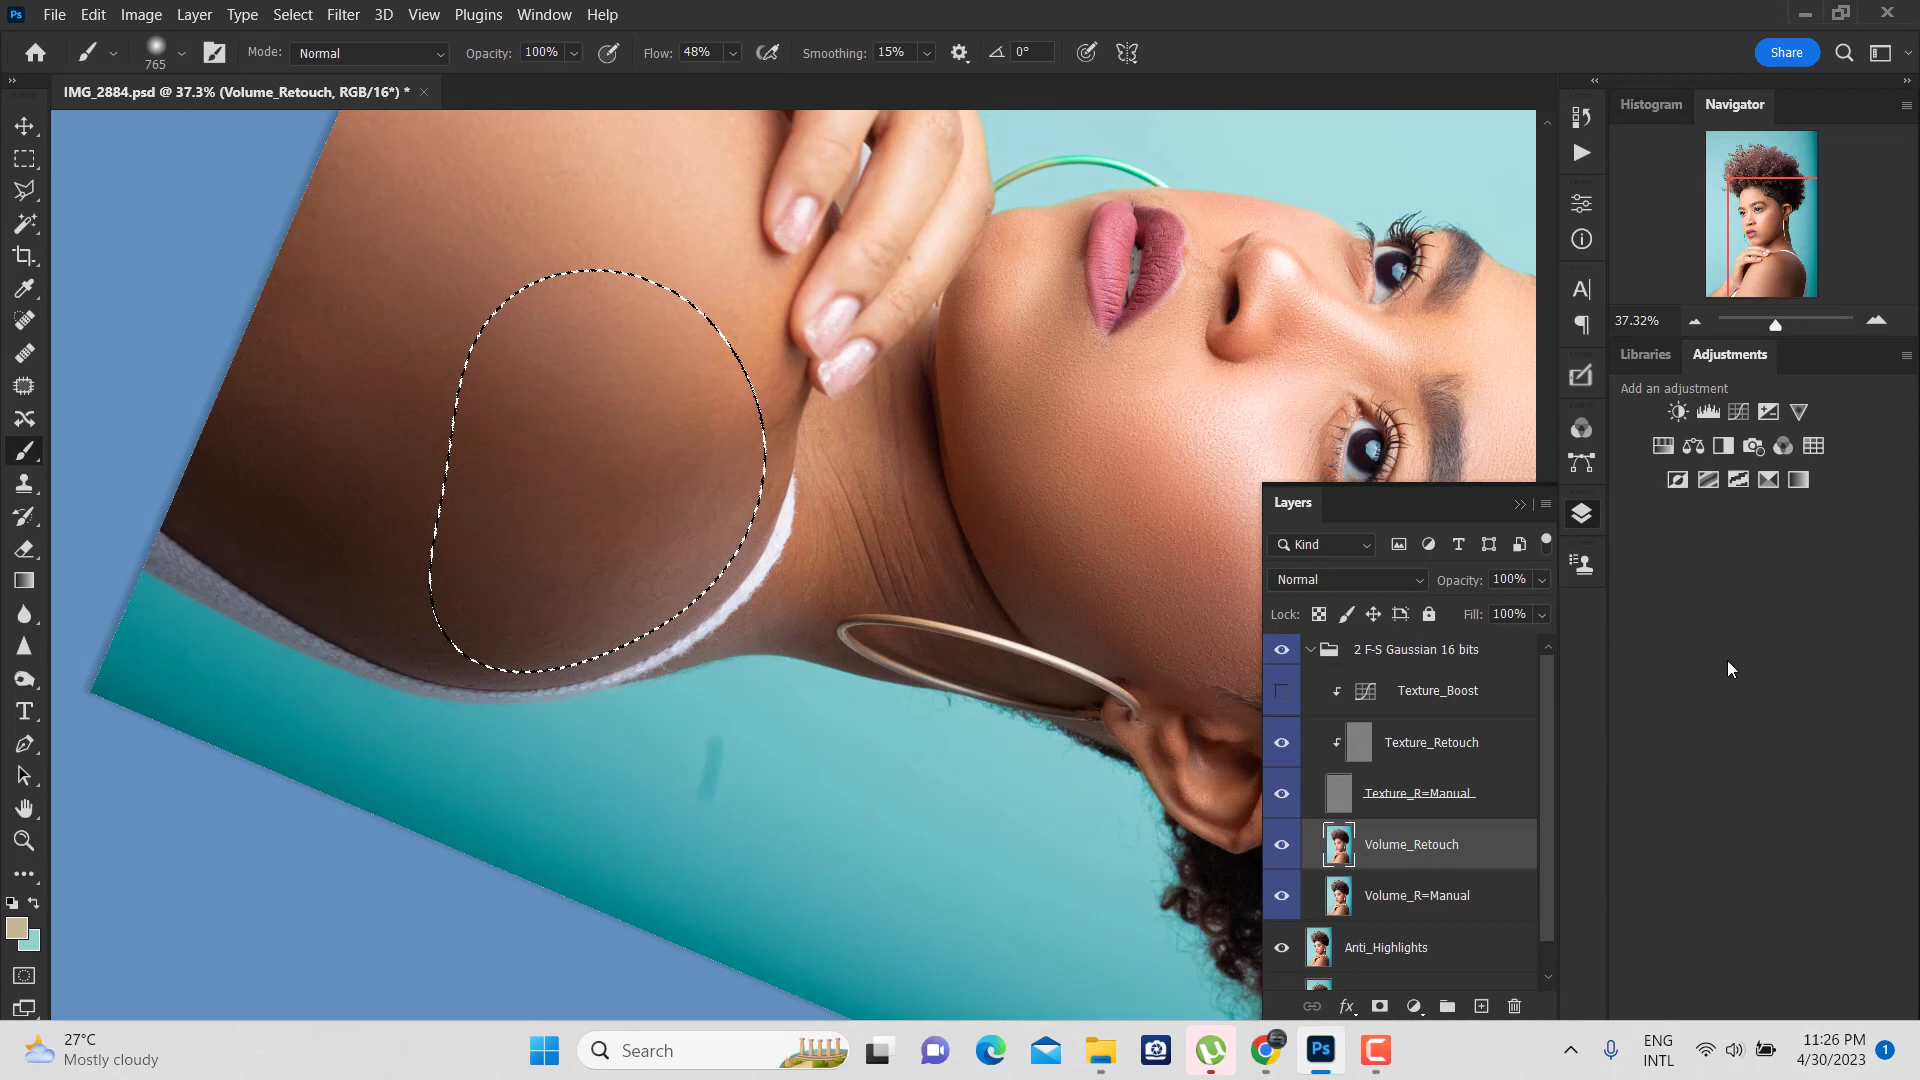 Ps File Edit Image Layer Type Select Filter 3D View Plugins Window Help
765 Mode: Normal Opacity: 100% Flow: 48% Smoothing: 15% 0° Share
IMG_2884.psd @ 37.3% (Volume_Retouch, RGB/16*) *
Histogram Navigator
37.32%
Libraries Adjustments
Add an adjustment
Layers
Kind
Normal Opacity: 100%
Lock: Fill: 100%
2 F-S Gaussian 16 bits
Texture_Boost
Texture_Retouch
Texture_R=Manual
Volume_Retouch
Volume_R=Manual
Anti_Highlights
fx
27°C
Mostly cloudy
Search
Ps
ENG
INTL
11:26 PM
4/30/2023
1